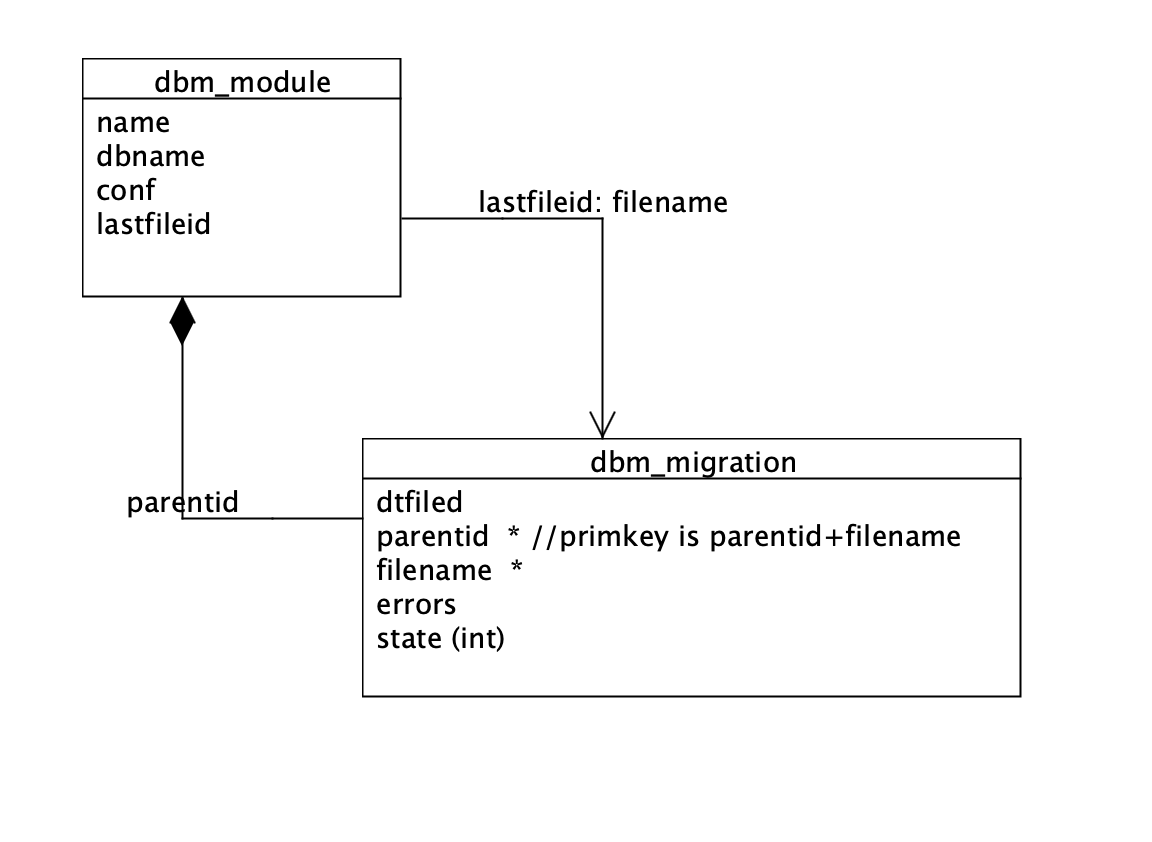 dbm_module
name
dbname
conf
lastfileid
lastfileid: filename
parentid
dbm_migration
dtfiled
parentid  * //primkey is parentid+filename
filename  *
errors
state (int)